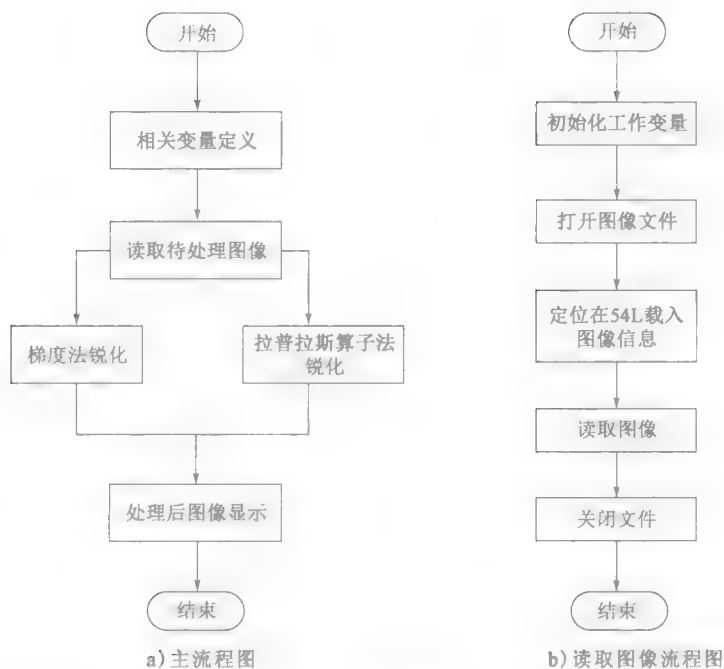 开始
相关变量定义
读取待处理图像
梯度法锐化
拉普拉斯算子法
锐化
处理后图像显示
结束
a)主流程图
开始
初始化工作变量
打开图像文件
定位在54L载入
图像信息
读取图像
关闭文件
结束
b)读取图像流程图